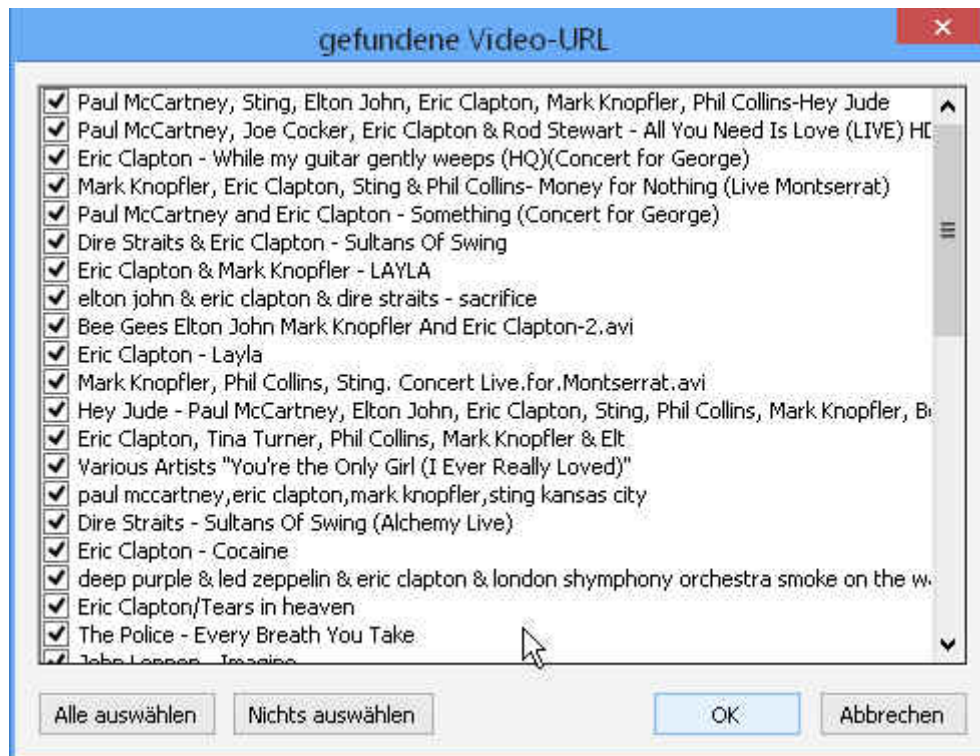 gefundene Video-URL
Paul McCartney, Sting, Elton John, Eric Clapton, Mark Knopfler, Phil Collins-Hey Jude
Paul McCartney, Joe Cocker, Eric Clapton & Rod Stewart - All You Need Is Love (LIVE)
Eric Clapton - While my guitar gently weeps (HQ)(Concert for George)
Mark Knopfler, Eric Clapton, Sting & Phil Collins- Money for Nothing (Live Montserrat)
Paul McCartney and Eric Clapton - Something (Concert for George)
Dire Straits & Eric Clapton - Sultans Of Swing
Eric Clapton & Mark Knopfler - LAYLA
elton john & eric clapton & dire straits - sacrifice
Bee Gees Elton John Mark Knopfler And Eric Clapton-2.avi
Eric Clapton - Layla
Mark Knopfler, Phil Collins, Sting. Concert Live.for.Montserrat.avi
Hey Jude - Paul McCartney, Elton John, Eric Clapton, Sting, Phil Collins, Mark Knopfler,
Eric Clapton, Tina Turner, Phil Collins, Mark Knopfler & Elt
Various Artists "You're the Only Girl (I Ever Really Loved)"
paul mccartney,eric clapton,mark knopfler,sting kansas city
Dire Straits - Sultans Of Swing (Alchemy Live)
Eric Clapton - Cocaine
deep purple & led zeppelin & eric clapton & london shymphony orchestra smoke on the
Eric Clapton/Tears in heaven
The Police - Every Breath You Take
John Lennon - Imagine
Alle auswählen
Nichts auswählen
OK
Abbrechen